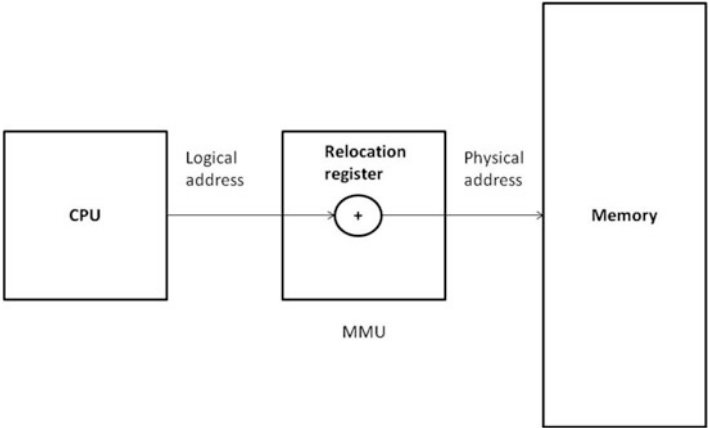 CPU
Logical
address
Relocation
register
+
MMU
Physical
address
Memory